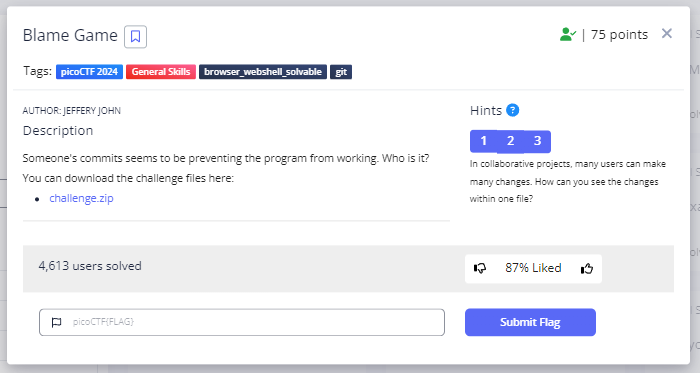 Blame Game
| 75 points
Tags: picoCTF 2024 General Skills browser_webshell_solvable git
AUTHOR: JEFFERY JOHN
Description
Someone's commits seems to be preventing the program from working. Who is it?
You can download the challenge files here:
challenge.zip
Hints ?
1 2 3
In collaborative projects, many users can make
many changes. How can you see the changes
within one file?
4,613 users solved
87% Liked
picoCTF{FLAG}
Submit Flag